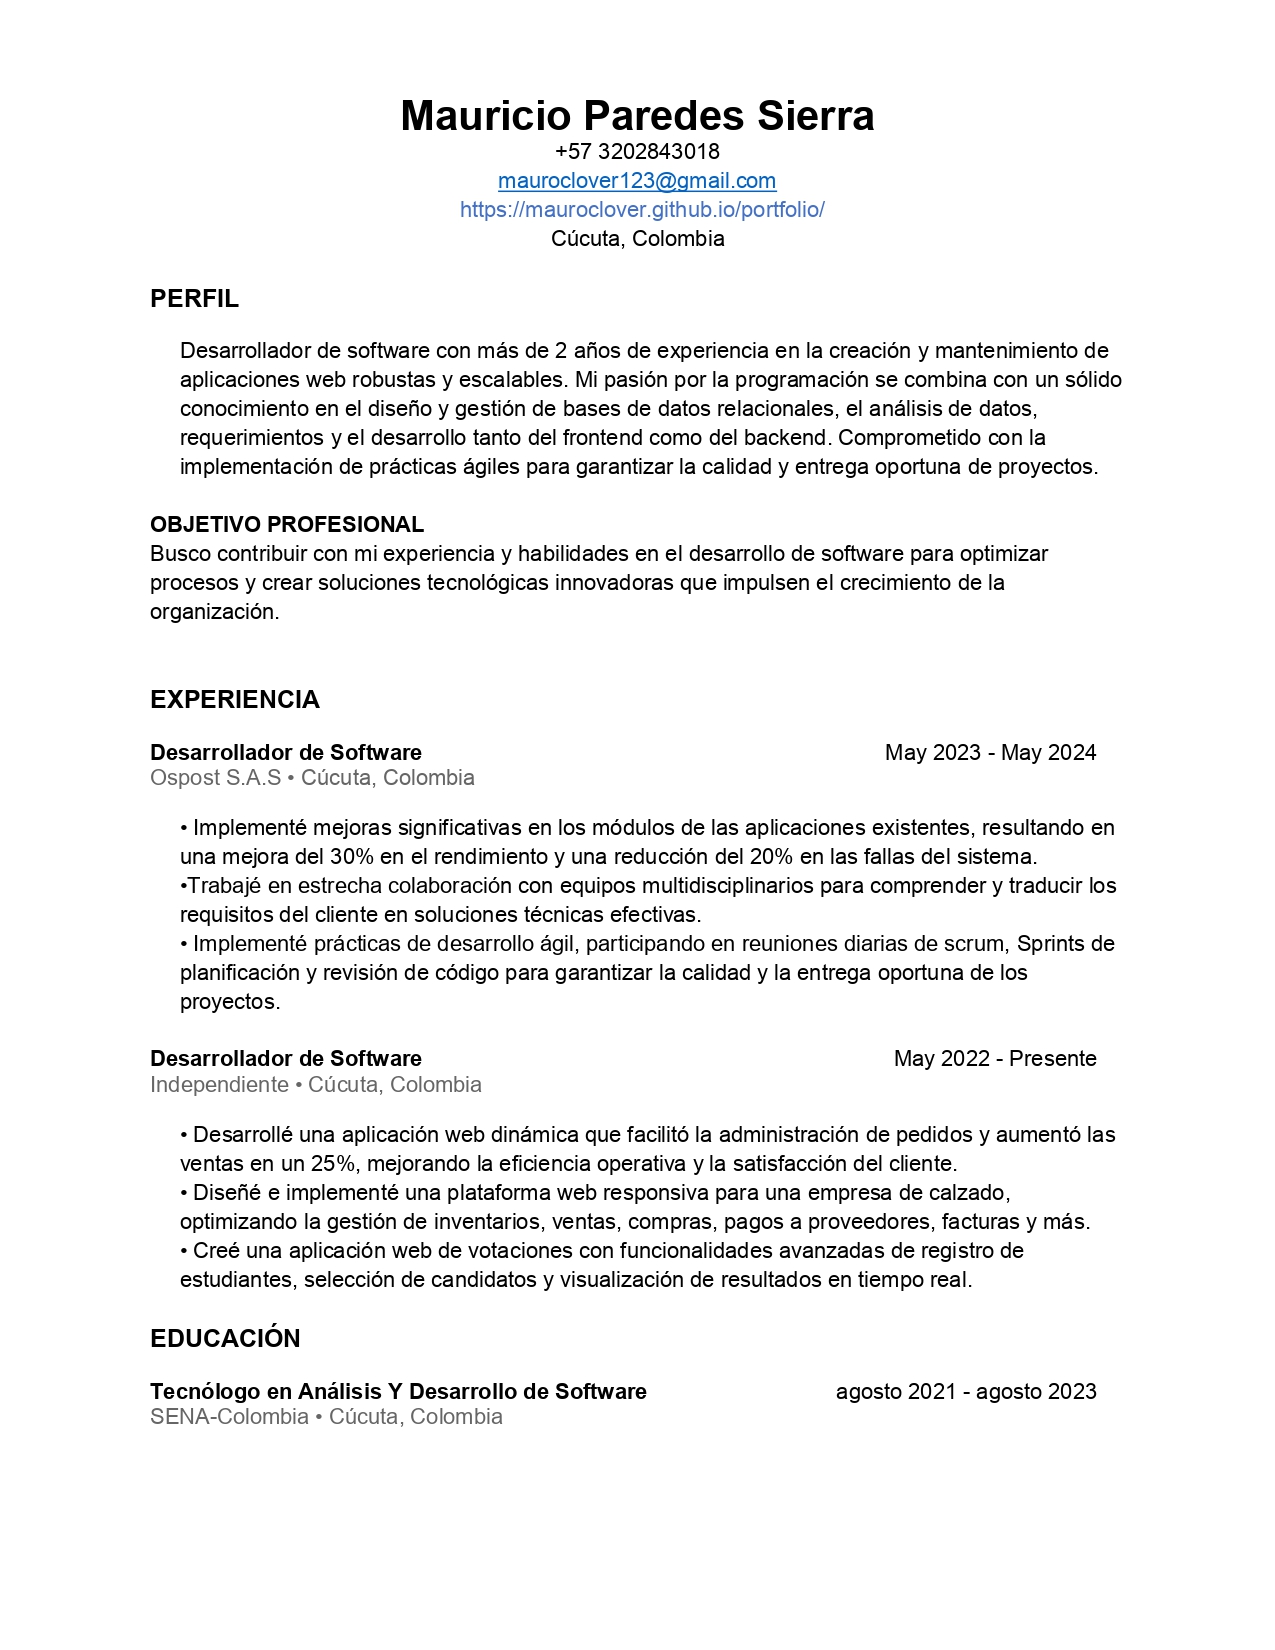 Mauricio Paredes Sierra
+57 3202843018
mauroclover123@gmail.com
https://mauroclover.github.io/portfolio/
Cúcuta, Colombia
PERFIL
Desarrollador de software con más de 2 años de experiencia en la creación y mantenimiento de
aplicaciones web robustas y escalables. Mi pasión por la programación se combina con un sólido
conocimiento en el diseño y gestión de bases de datos relacionales, el análisis de datos,
requerimientos y el desarrollo tanto del frontend como del backend. Comprometido con la
implementación de prácticas ágiles para garantizar la calidad y entrega oportuna de proyectos.
OBJETIVO PROFESIONAL
Busco contribuir con mi experiencia y habilidades en el desarrollo de software para optimizar
procesos y crear soluciones tecnológicas innovadoras que impulsen el crecimiento de la
organización.
EXPERIENCIA
Desarrollador de Software May 2023 - May 2024
Ospost S.A.S • Cúcuta, Colombia
• Implementé mejoras significativas en los módulos de las aplicaciones existentes, resultando en
una mejora del 30% en el rendimiento y una reducción del 20% en las fallas del sistema.
•Trabajé en estrecha colaboración con equipos multidisciplinarios para comprender y traducir los
requisitos del cliente en soluciones técnicas efectivas.
• Implementé prácticas de desarrollo ágil, participando en reuniones diarias de scrum, Sprints de
planificación y revisión de código para garantizar la calidad y la entrega oportuna de los
proyectos.
Desarrollador de Software May 2022 - Presente
Independiente • Cúcuta, Colombia
• Desarrollé una aplicación web dinámica que facilitó la administración de pedidos y aumentó las
ventas en un 25%, mejorando la eficiencia operativa y la satisfacción del cliente.
• Diseñé e implementé una plataforma web responsiva para una empresa de calzado,
optimizando la gestión de inventarios, ventas, compras, pagos a proveedores, facturas y más.
• Creé una aplicación web de votaciones con funcionalidades avanzadas de registro de
estudiantes, selección de candidatos y visualización de resultados en tiempo real.
EDUCACIÓN
Tecnólogo en Análisis Y Desarrollo de Software agosto 2021 - agosto 2023
SENA-Colombia • Cúcuta, Colombia